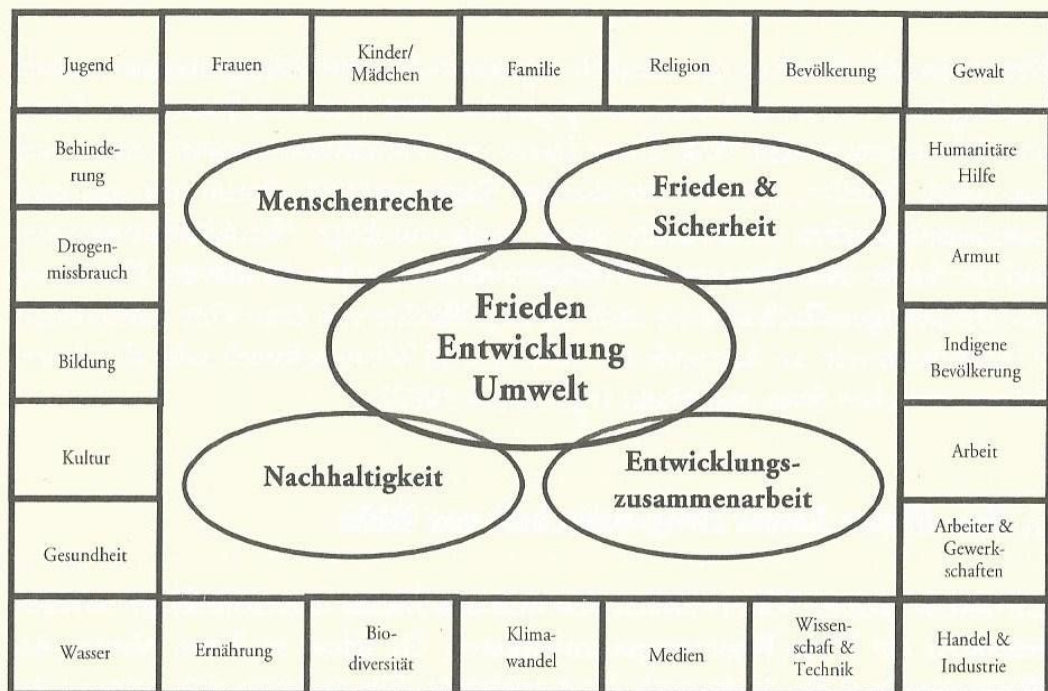 Jugend
Frauen
Kinder/
Mädchen
Familie
Religion
Bevölkerung
Gewalt
Behinde-
rung
Drogen-
missbrauch
Bildung
Kultur
Gesundheit
Menschenrechte
Frieden &
Sicherheit
Frieden
Entwicklung
Umwelt
Nachhaltigkeit
Entwicklungs-
zusammenarbeit
Humanitäre
Hilfe
Armut
Indigene
Bevölkerung
Arbeit
Arbeiter &
Gewerk-
schaften
Wasser
Ernährung
Bio-
diversität
Klima-
wandel
Medien
Wissen-
schaft &
Technik
Handel &
Industrie